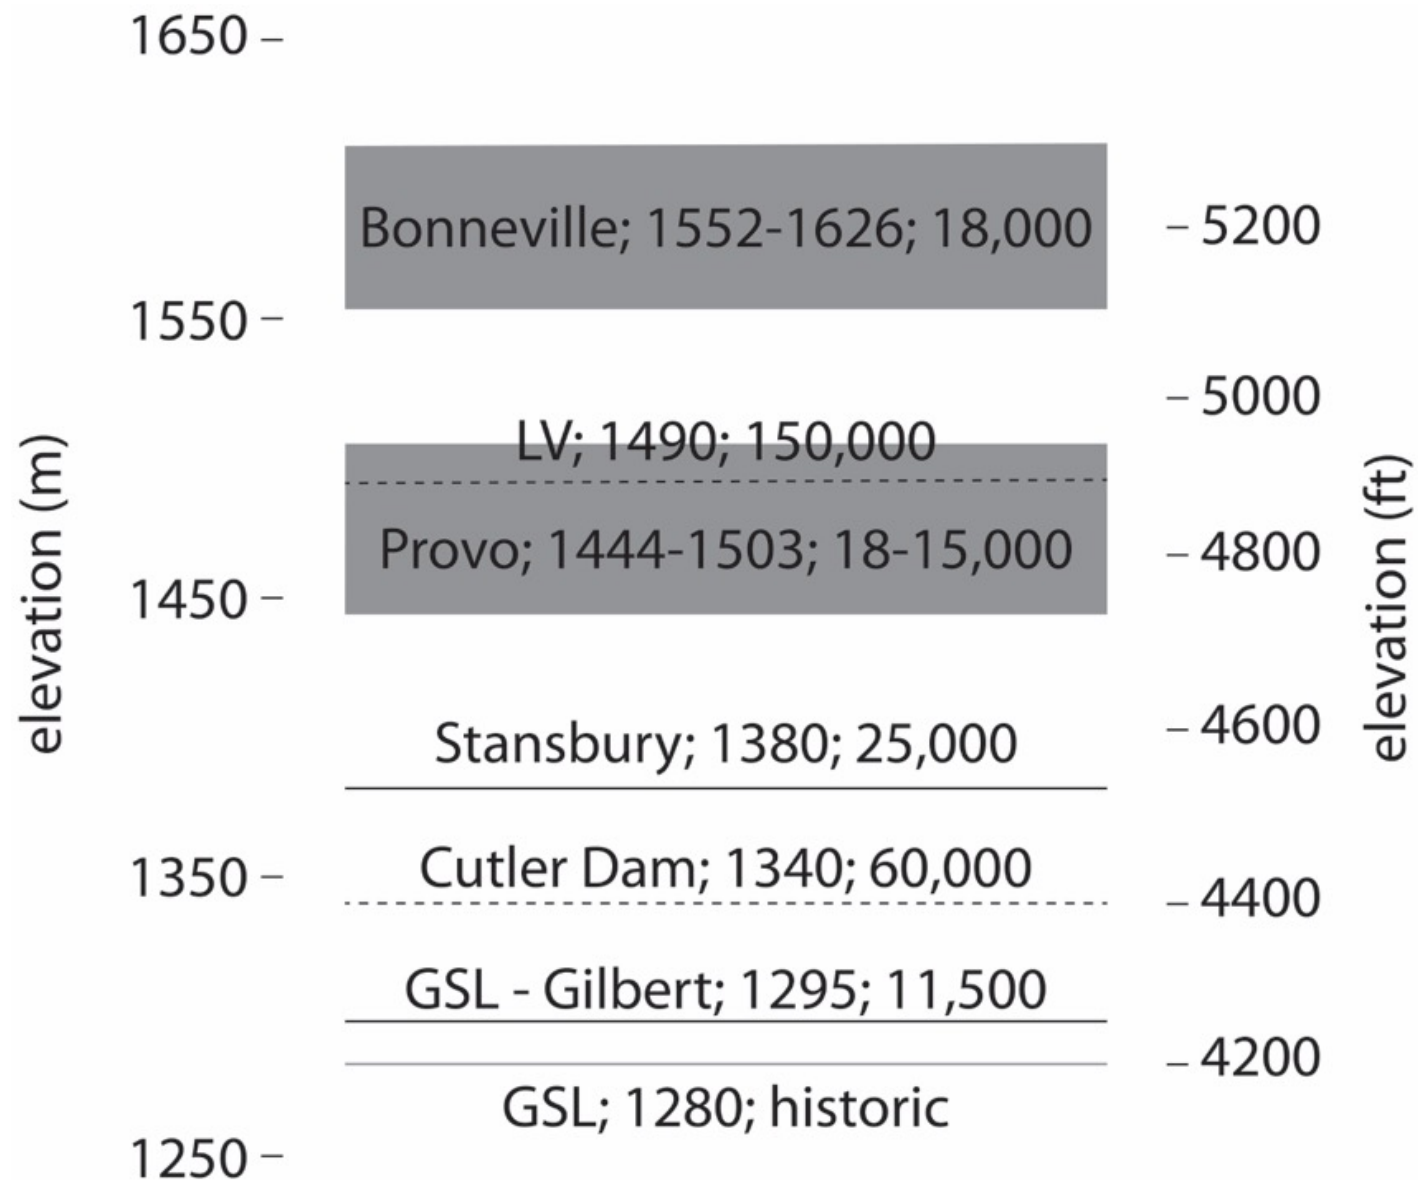 1650
Bonneville; 1552-1626; 18,000
5200
1550
5000
LV; 1490; 150,000
Provo; 1444-1503; 18-15,000
4800
1450
elevation (m)
elevation (ft)
Stansbury; 1380; 25,000
4600
Cutler Dam; 1340; 60,000
1350
4400
GSL - Gilbert; 1295; 11,500
4200
GSL; 1280; historic
1250